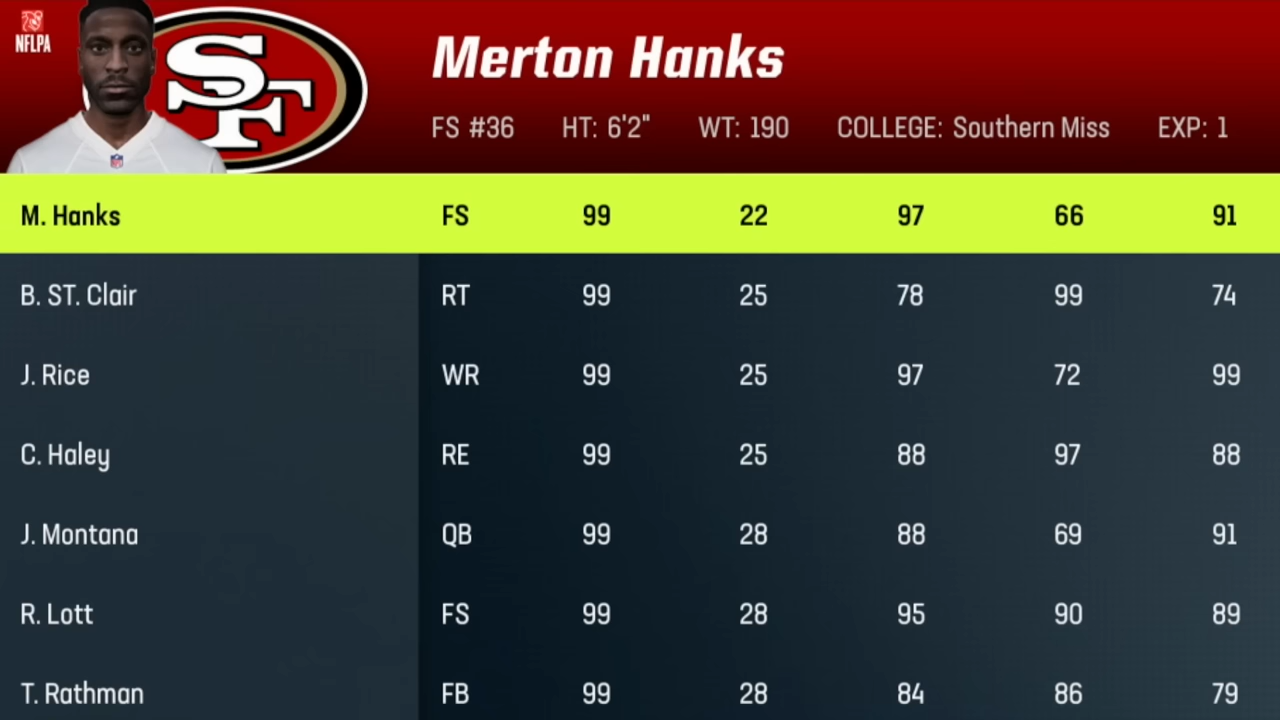 NFLPA
SF
Merton Hanks
FS #36 HT: 6'2" WT: 190 COLLEGE: Southern Miss EXP: 1
M. Hanks FS 99 22 97 66 91
B. ST. Clair RT 99 25 78 99 74
J. Rice WR 99 25 97 72 99
C. Haley RE 99 25 88 97 88
J. Montana QB 99 28 88 69 91
R. Lott FS 99 28 95 90 89
T. Rathman FB 99 28 84 86 79